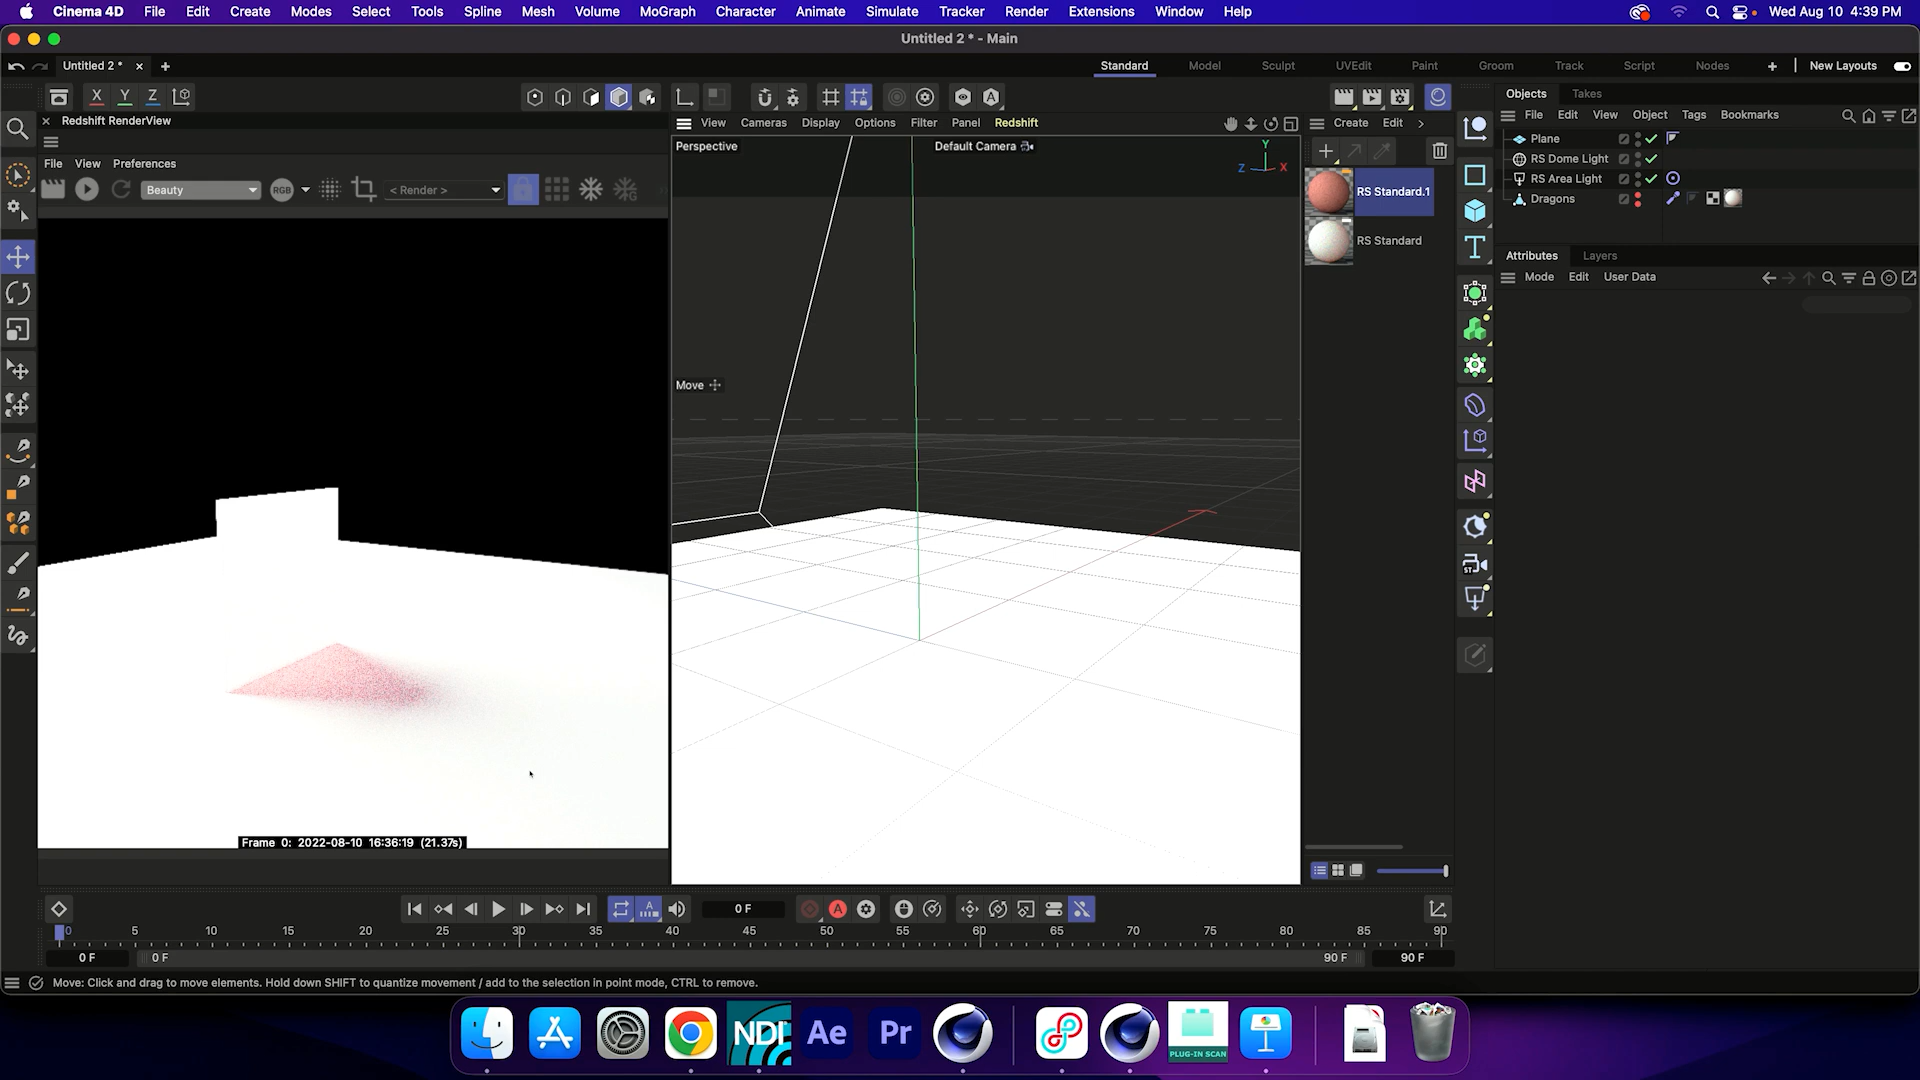 Cinema 4D File Edit Create Modes Select Tools Spline Mesh Volume MoGraph Character Animate Simulate Tracker Render Extensions Window Help Wed Aug 10 4:39 PM
Untitled 2 * - Main
Untitled 2 * Standard Model Sculpt UVEdit Paint Groom Track Script Nodes New Layouts
X Y Z
Objects Takes
Redshift RenderView
View Cameras Display Options Filter Panel Redshift
Create Edit
File Edit View Object Tags Bookmarks
Perspective
Default Camera
Y
Z X
Plane
RS Dome Light
RS Area Light
Dragons
File View Preferences
Beauty RGB < Render >
RS Standard.1
RS Standard
Attributes Layers
Mode Edit User Data
Move
Frame 0: 2022-08-10 16:36:19 (21.37s)
0 F
0 5 10 15 20 25 30 35 40 45 50 55 60 65 70 75 80 85 90
0 F 0 F 90 F 90 F
Move: Click and drag to move elements. Hold down SHIFT to quantize movement / add to the selection in point mode, CTRL to remove.
NDI Ae Pr
PLUG-IN SCAN